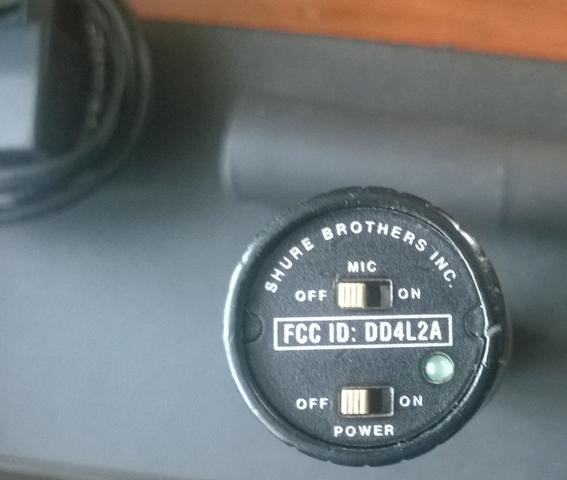 SHURE BROTHERS INC.
MIC
OFF ON
FCC ID: DD4L2A
OFF ON
POWER